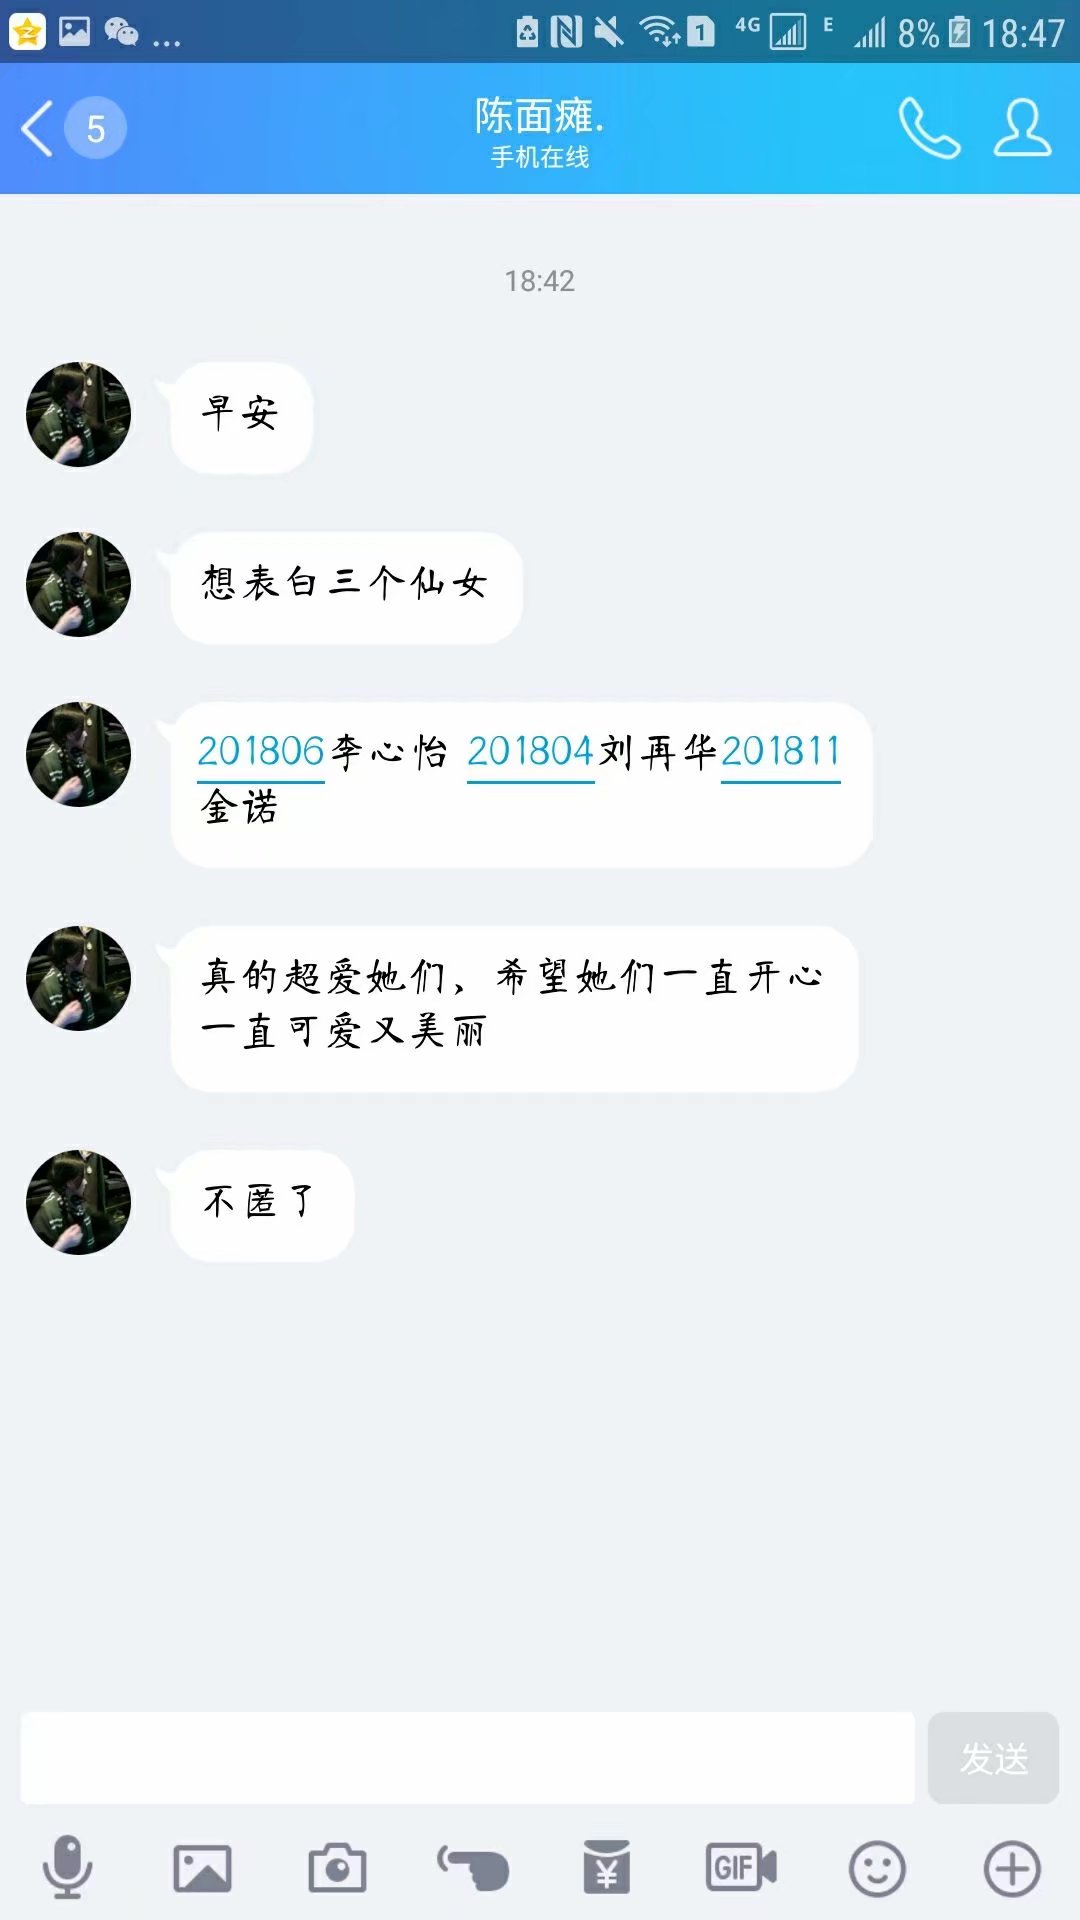 ... 1 4G E 8% 18:47
5 陈面瘫.
手机在线
18:42
早安
想表白三个仙女
201806李心怡 201804刘再华201811
金诺
真的超爱她们、希望她们一直开心
一直可爱又美丽
不匿了
发送
GIF